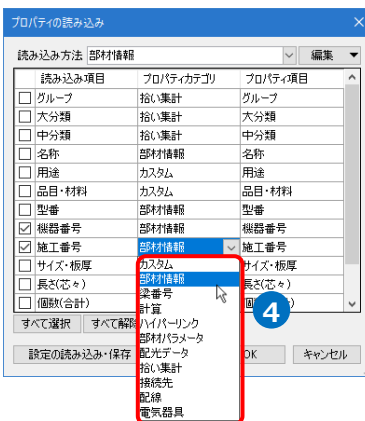 プロパティの読み込み
読み込み方法 部材情報 編集
読み込み項目 プロパティカテゴリ プロパティ項目
グループ 拾い集計 グループ
大分類 拾い集計 大分類
中分類 拾い集計 中分類
名称 部材情報 名称
用途 カスタム 用途
品目・材料 カスタム 品目・材料
型番 部材情報 型番
機器番号 部材情報 機器番号
施工番号 部材情報 施工番号
サイズ・板厚 サイズ・板厚
長さ(芯々) 長さ(芯々)
個数(合計)
カスタム
部材情報
梁番号
計算
ハイパーリンク
部材パラメータ
配光データ
拾い集計
接続先
配線
電気器具
4
すべて選択 すべて解除
設定の読み込み・保存 OK キャンセル